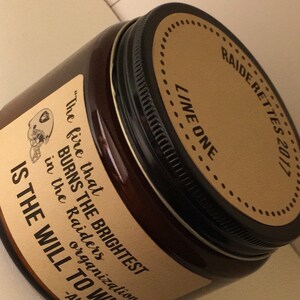 RAIDERETTES 2017
LINE ONE
"The fire that
BURNS THE BRIGHTEST
in the Raiders
organization
IS THE WILL TO